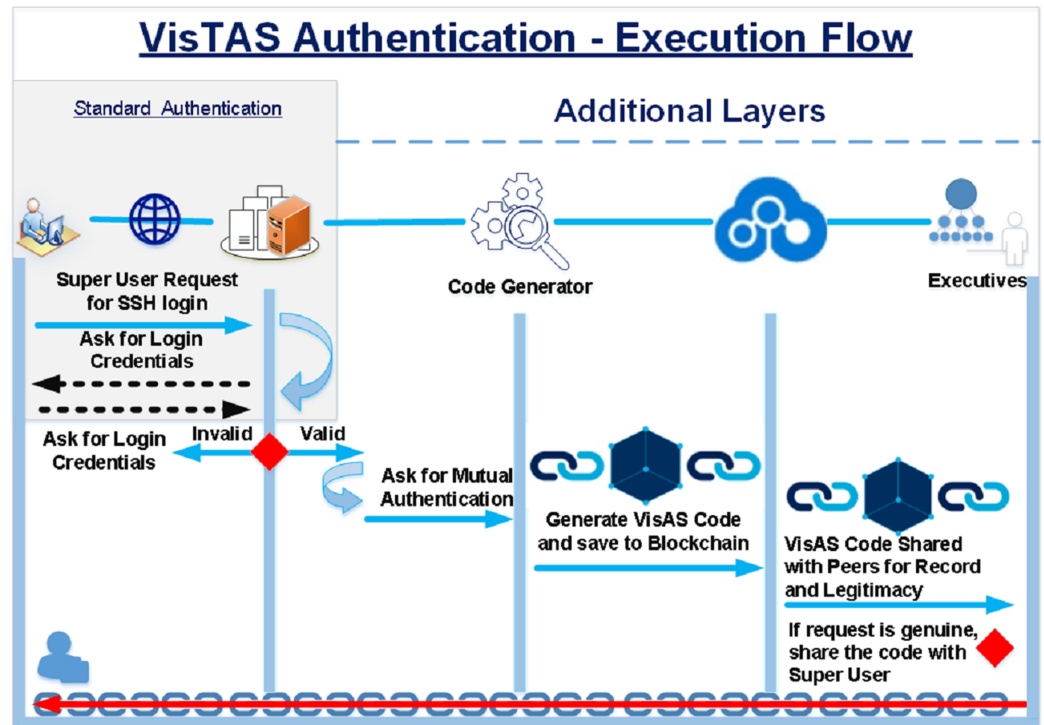 VisTAS Authentication - Execution Flow
Standard Authentication
Additional Layers
Super User Request
for SSH login
Code Generator
Executives
Ask for Login
Credentials
Ask for Login
Credentials
Invalid
Valid
Ask for Mutual
Authentication
Generate VisAS Code
and save to Blockchain
VisAS Code Shared
with Peers for Record
and Legitimacy
If request is genuine,
share the code with
Super User